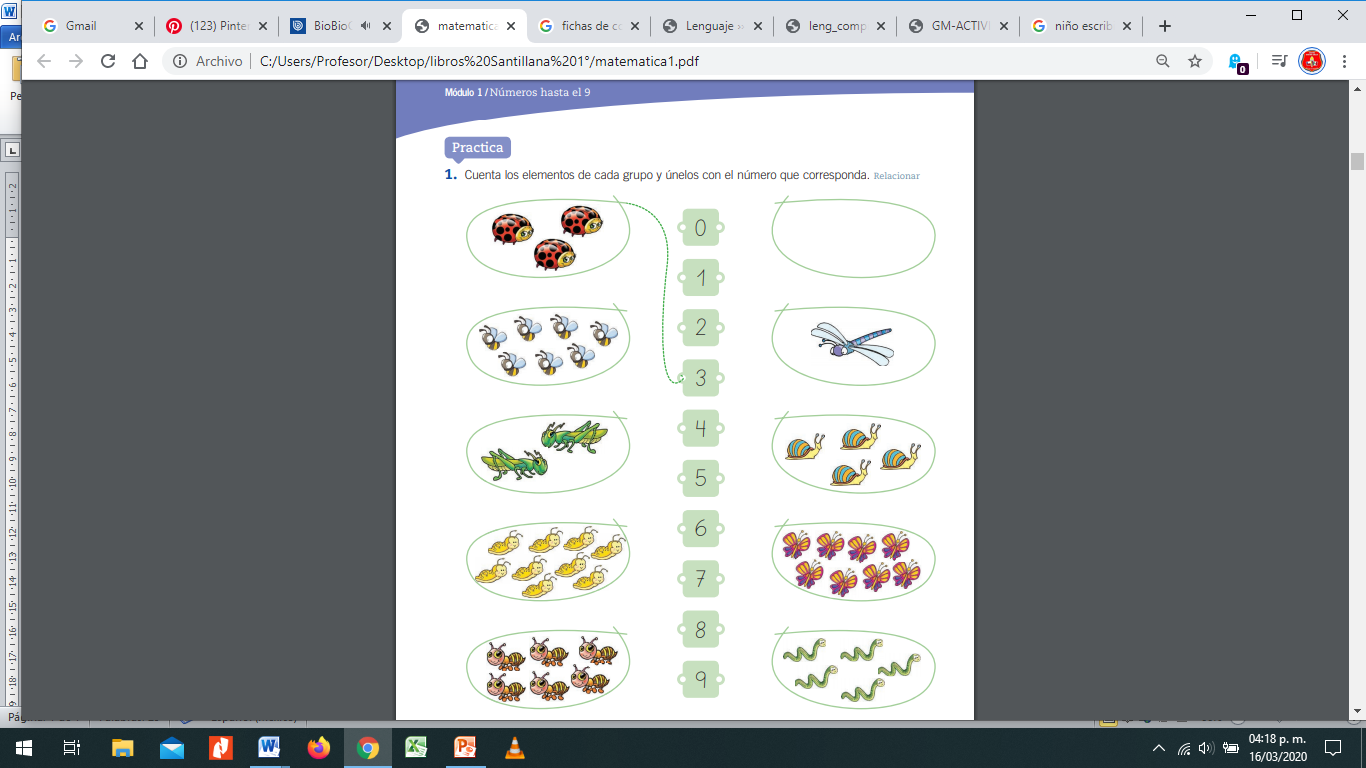 Gmail
(123) Pinter
BioBioC
matematica
fichas de co
Lenguaje »
leng_comp
GM-ACTIV
niño escrib
Archivo
C:/Users/Profesor/Desktop/libros%20Santillana%201°/matematica1.pdf
0
Módulo 1 / Números hasta el 9
Practica
1. Cuenta los elementos de cada grupo y únelos con el número que corresponda. Relacionar
0
1
2
3
4
5
6
7
8
9
04:18 p. m.
16/03/2020